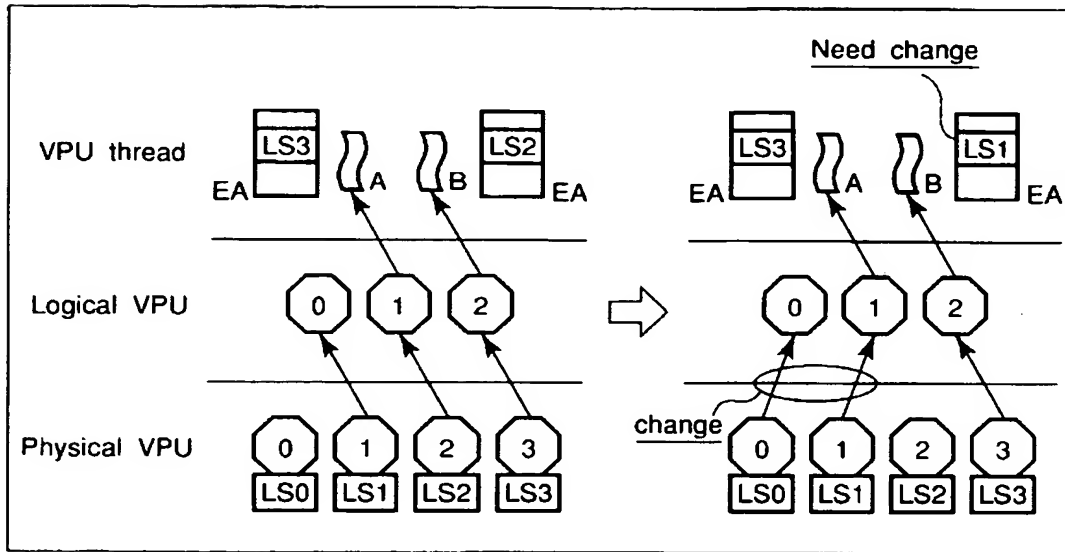 Need change
VPU thread
LS3
EA
A
B
LS2
EA
LS3
EA
A
B
LS1
EA
Logical VPU
0
1
2
0
1
2
change
Physical VPU
0
1
2
3
0
1
2
3
LS0
LS1
LS2
LS3
LS0
LS1
LS2
LS3